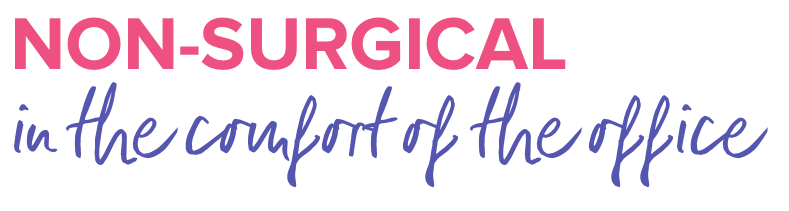 NON-SURGICAL
in the comfort of the office